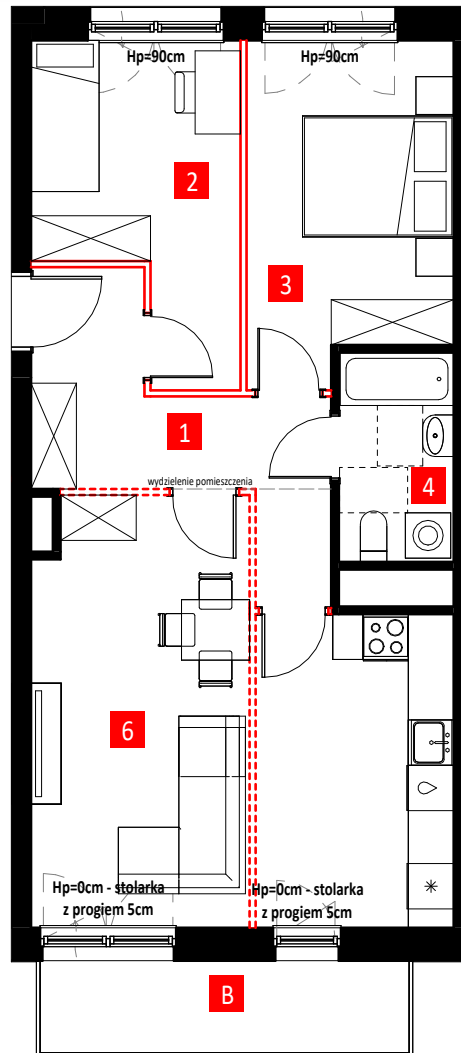 Hp=90cm
Hp=90cm
2
3
1
wydzielenie pomieszczenia
4
6
Hp=0cm - stolarka
z progiem 5cm
Hp=0cm - stolarka
z progiem 5cm
B